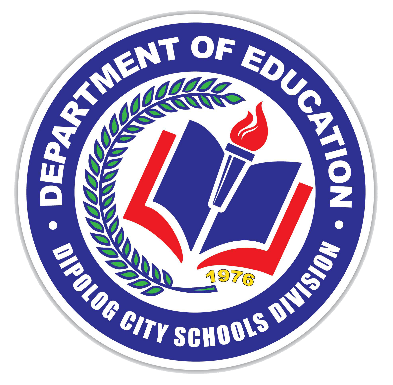 DEPARTMENT OF EDUCATION
1976
• DIPOLOG CITY SCHOOLS DIVISION •